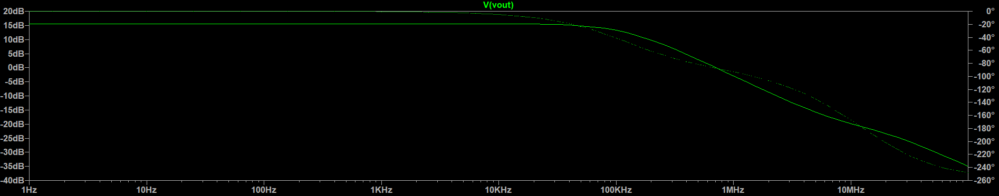 V(vout)
20dB 0°
15dB -20°
10dB -40°
5dB -60°
0dB -80°
-5dB -100°
-10dB -120°
-15dB -140°
-20dB -160°
-25dB -180°
-30dB -200°
-35dB -220°
-40dB -240°
-260°
1Hz 10Hz 100Hz 1KHz 10KHz 100KHz 1MHz 10MHz